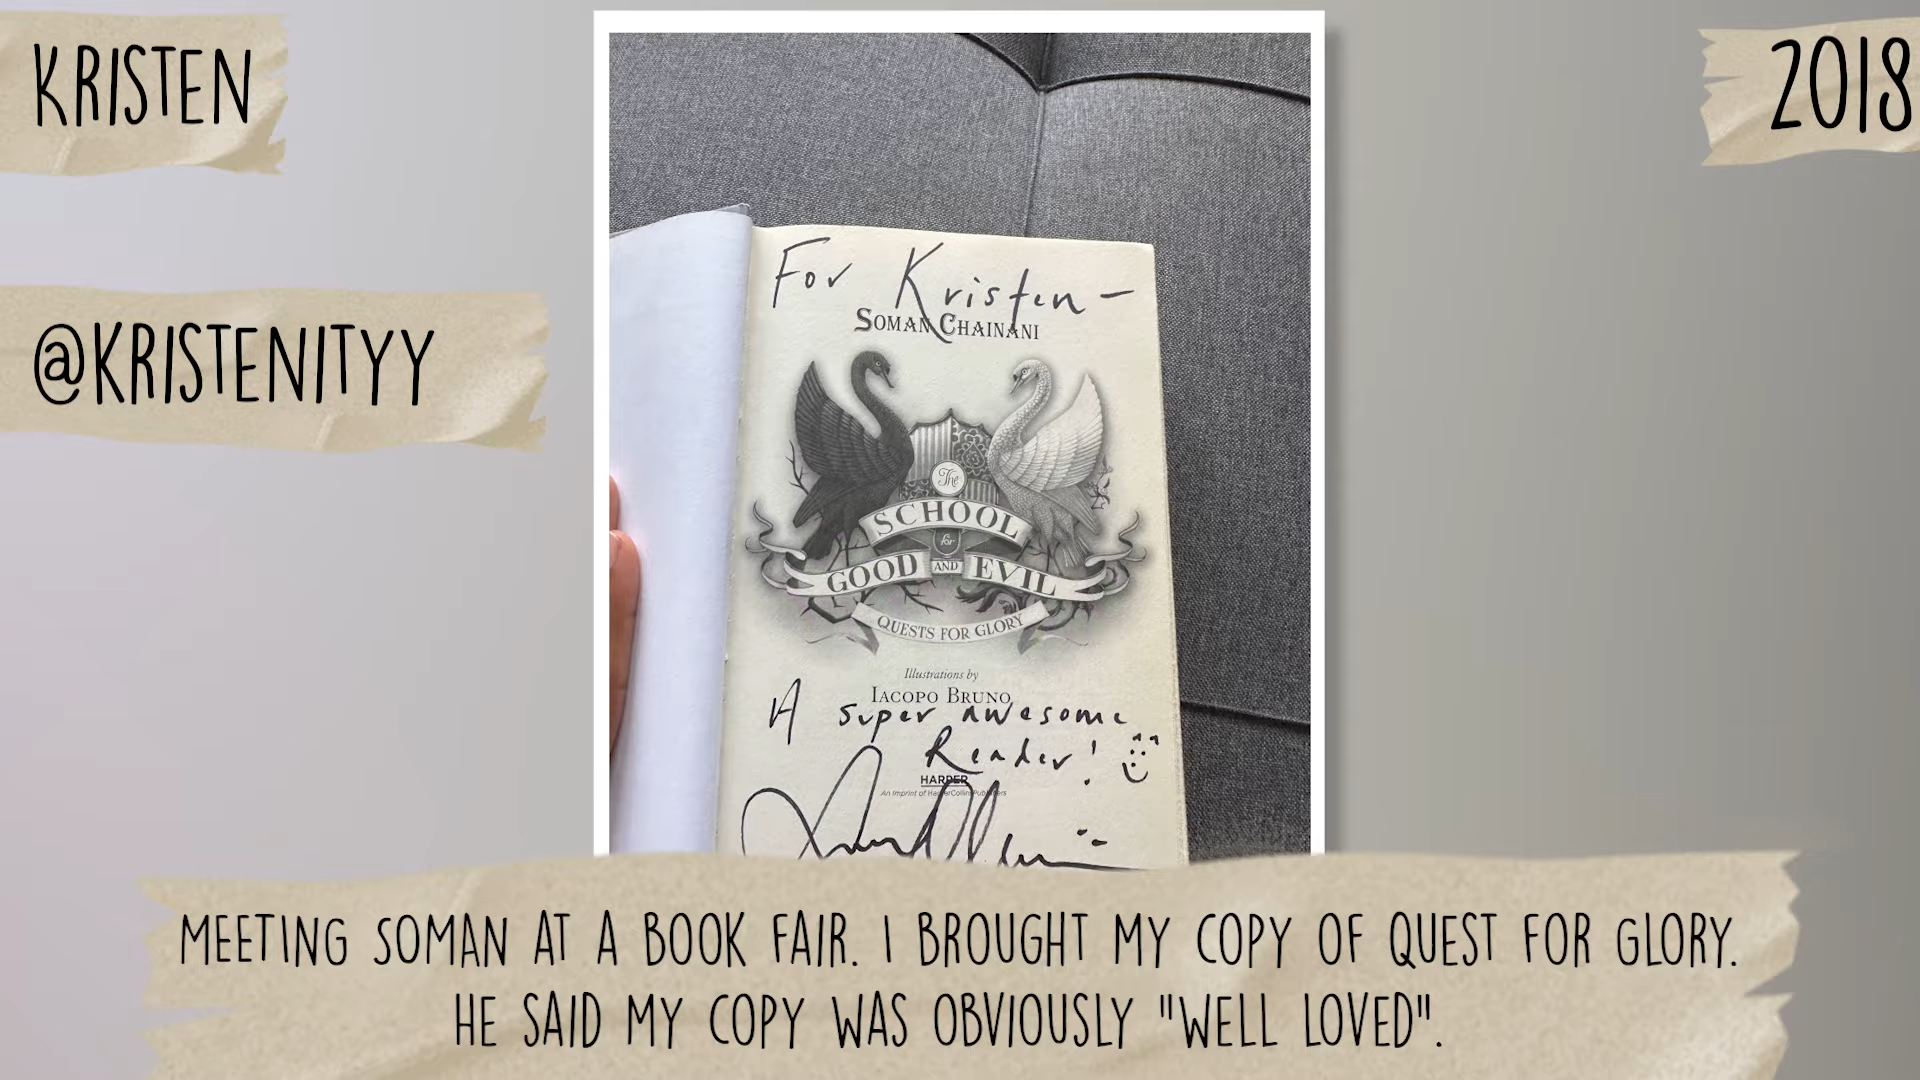 KRISTEN
2018
@KRISTENITYY
For Kristen –
SOMAN CHAINANI
The
SCHOOL
for
GOOD AND EVIL
QUESTS FOR GLORY
Illustrations by
IACOPO BRUNO
A super awesome
Reader!
HARPER
An Imprint of HarperCollinsPublishers
MEETING SOMAN AT A BOOK FAIR. I BROUGHT MY COPY OF QUEST FOR GLORY.
HE SAID MY COPY WAS OBVIOUSLY "WELL LOVED".